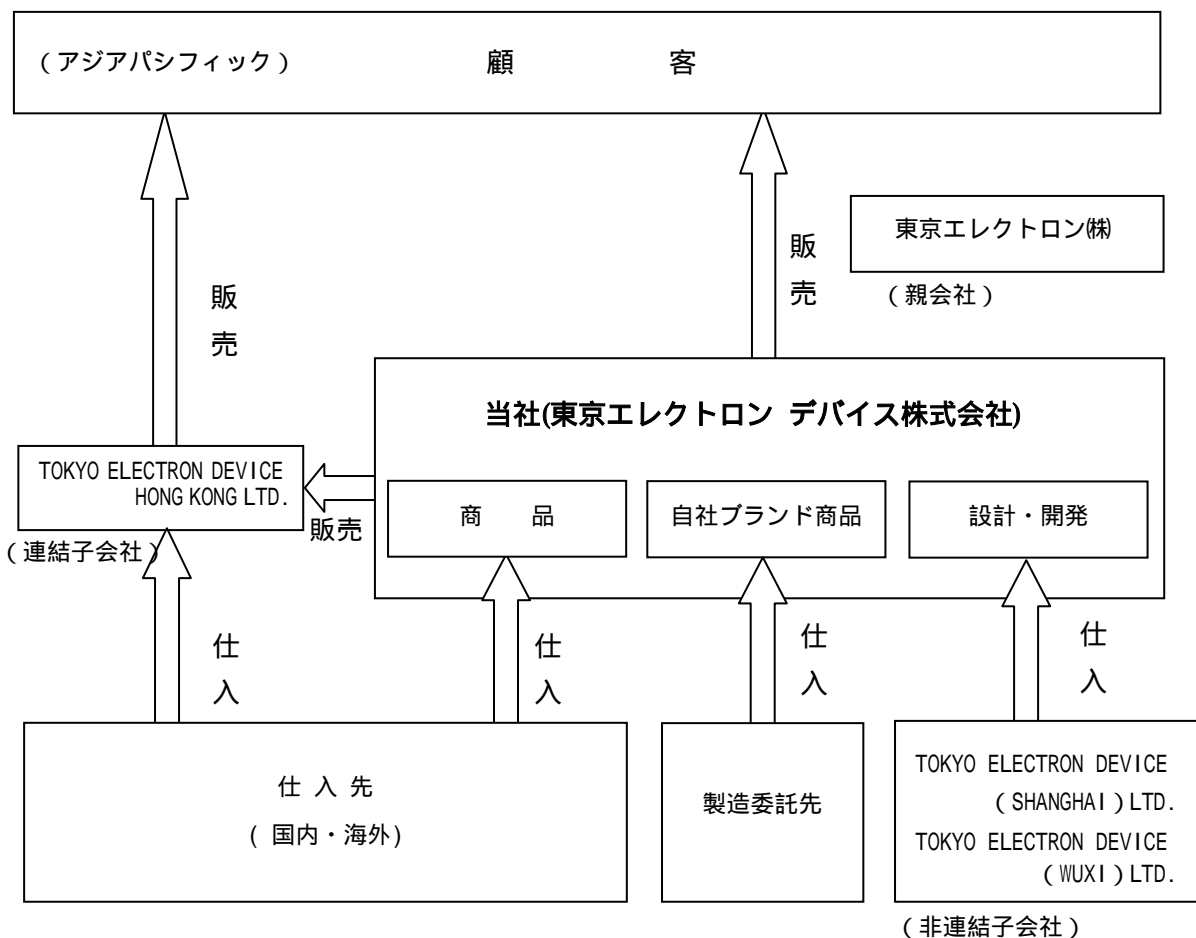 （アジアパシフィック） 顧 客
東京エレクトロン㈱
（親会社）
販
売
販
売
当社(東京エレクトロン デバイス株式会社)
TOKYO ELECTRON DEVICE
HONG KONG LTD.
（連結子会社）
販売
商 品
自社ブランド商品
設計・開発
仕
入
仕
入
仕
入
仕
入
仕 入 先
( 国内・海外)
製造委託先
TOKYO ELECTRON DEVICE
（SHANGHAI）LTD.
TOKYO ELECTRON DEVICE
（WUXI）LTD.
（非連結子会社）